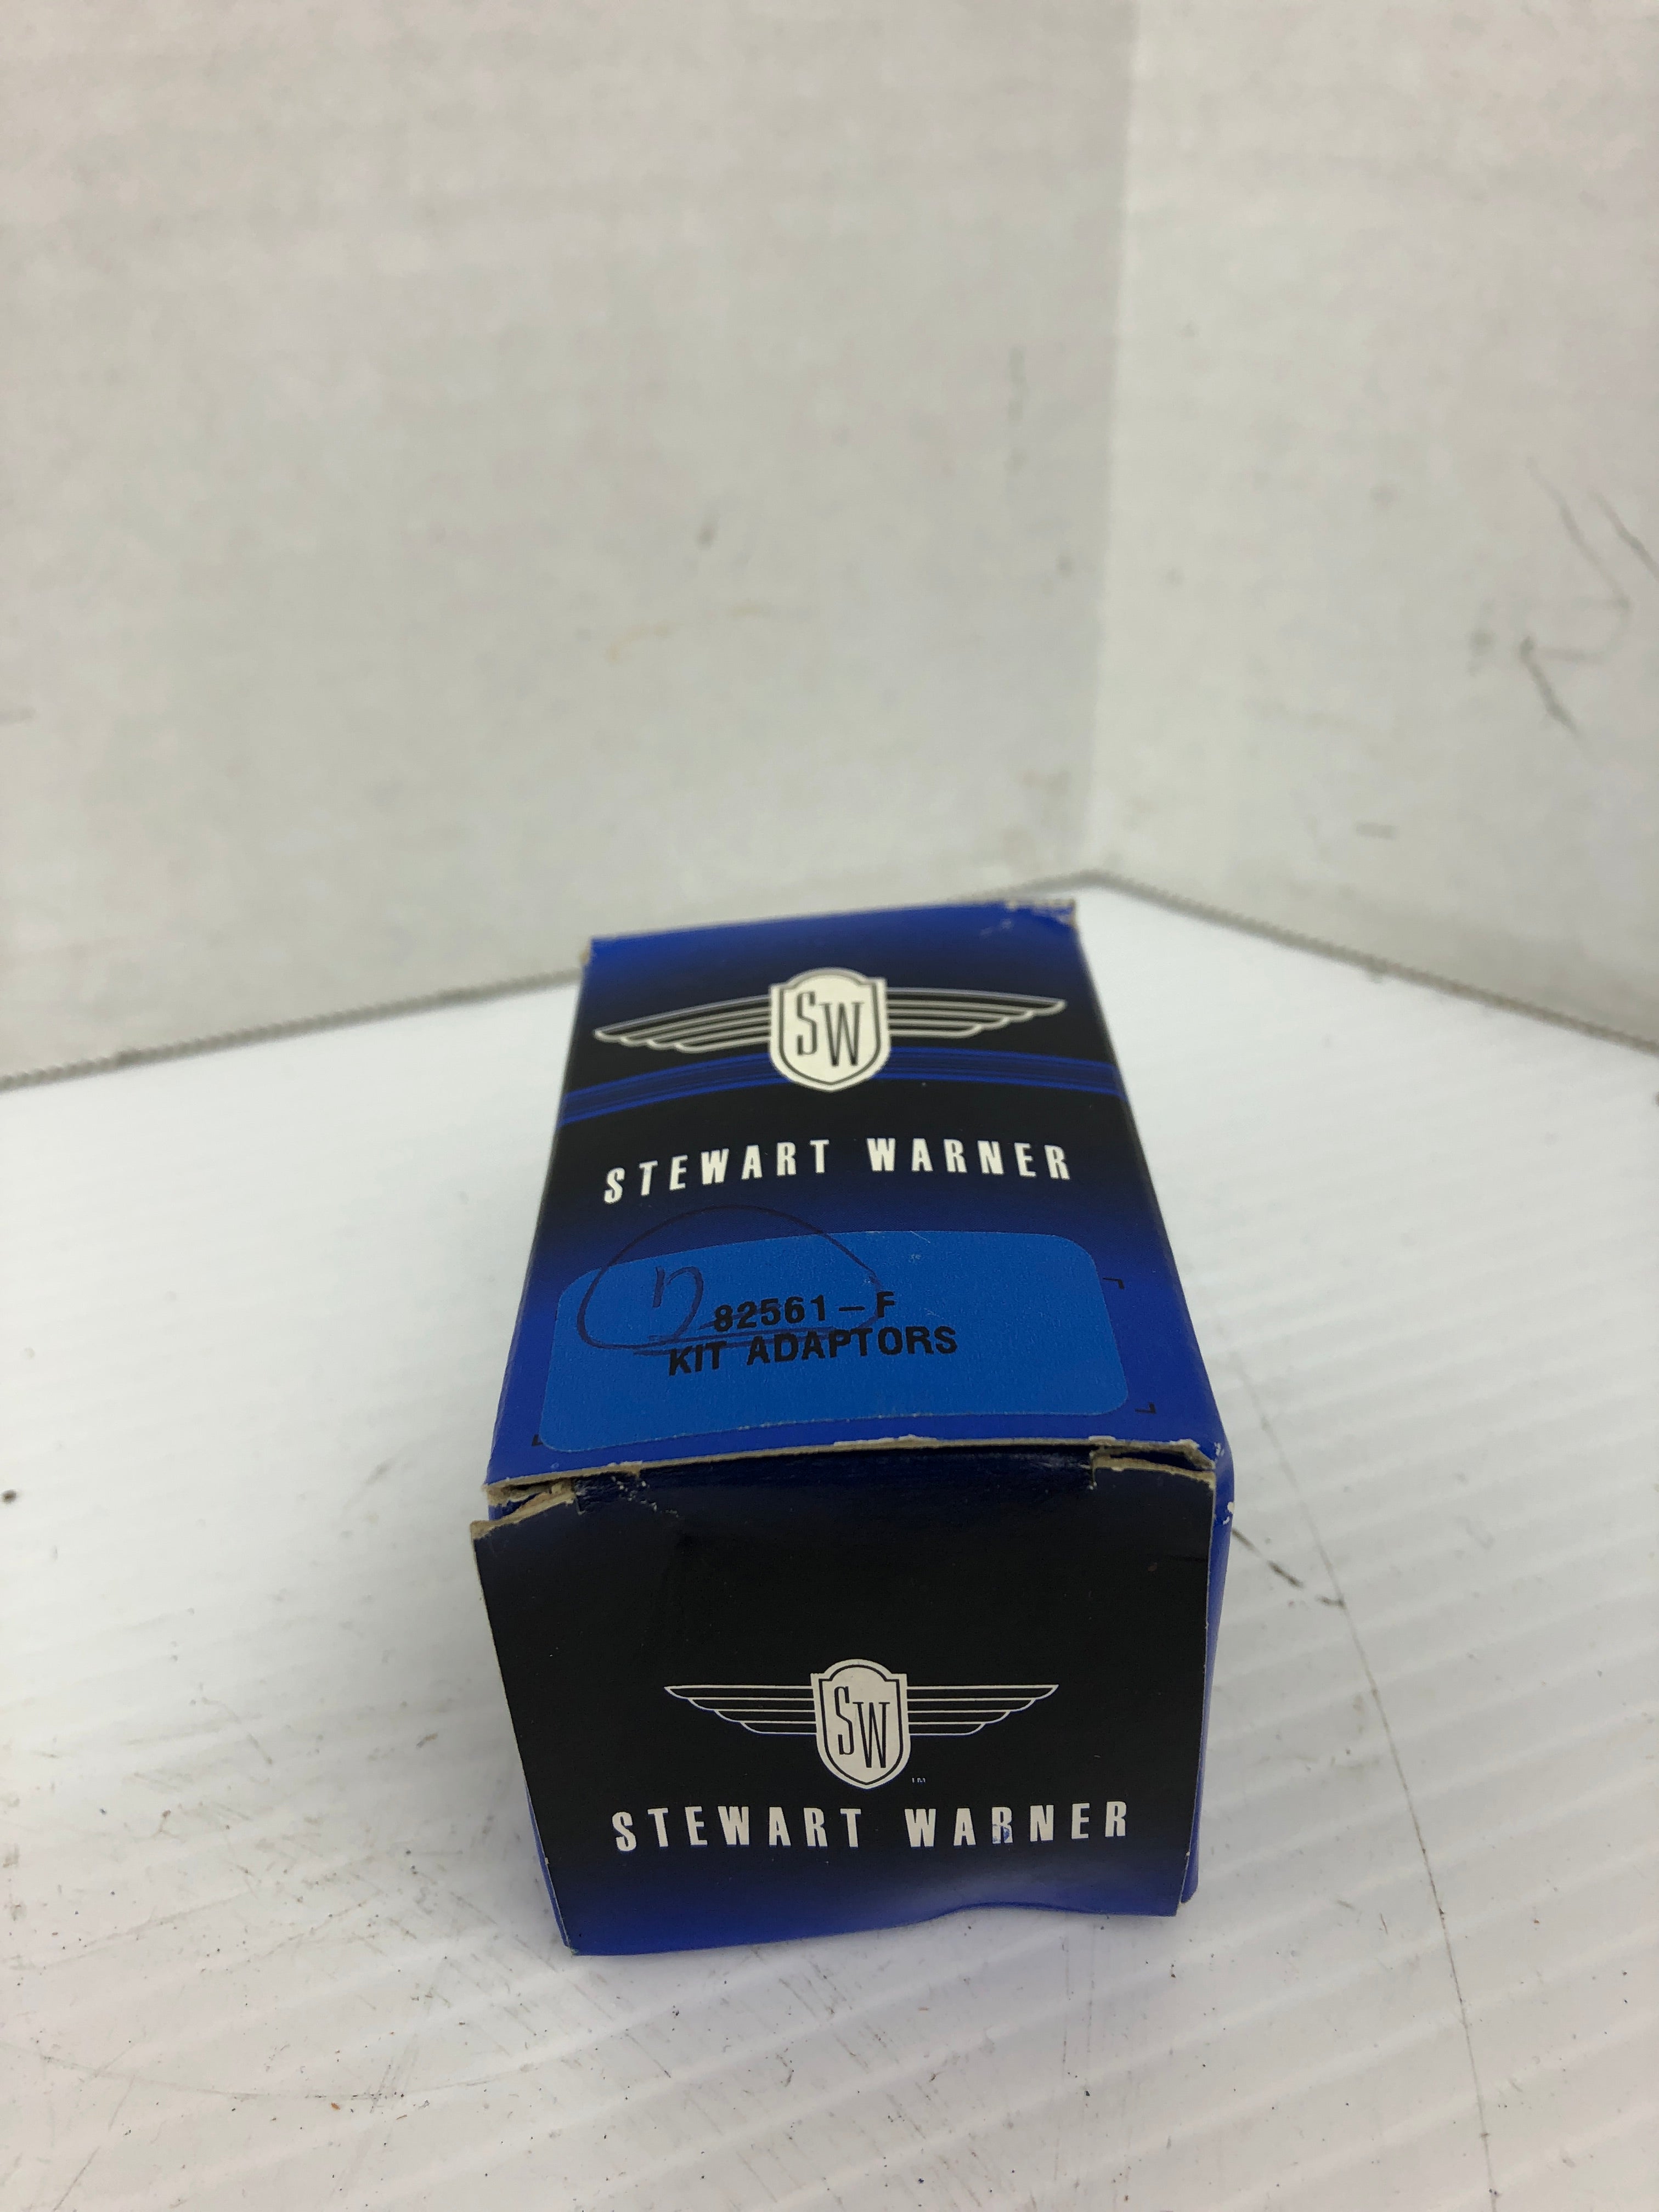 SW
STEWART WARNER
82561-F
KIT ADAPTORS
SW
STEWART WARNER